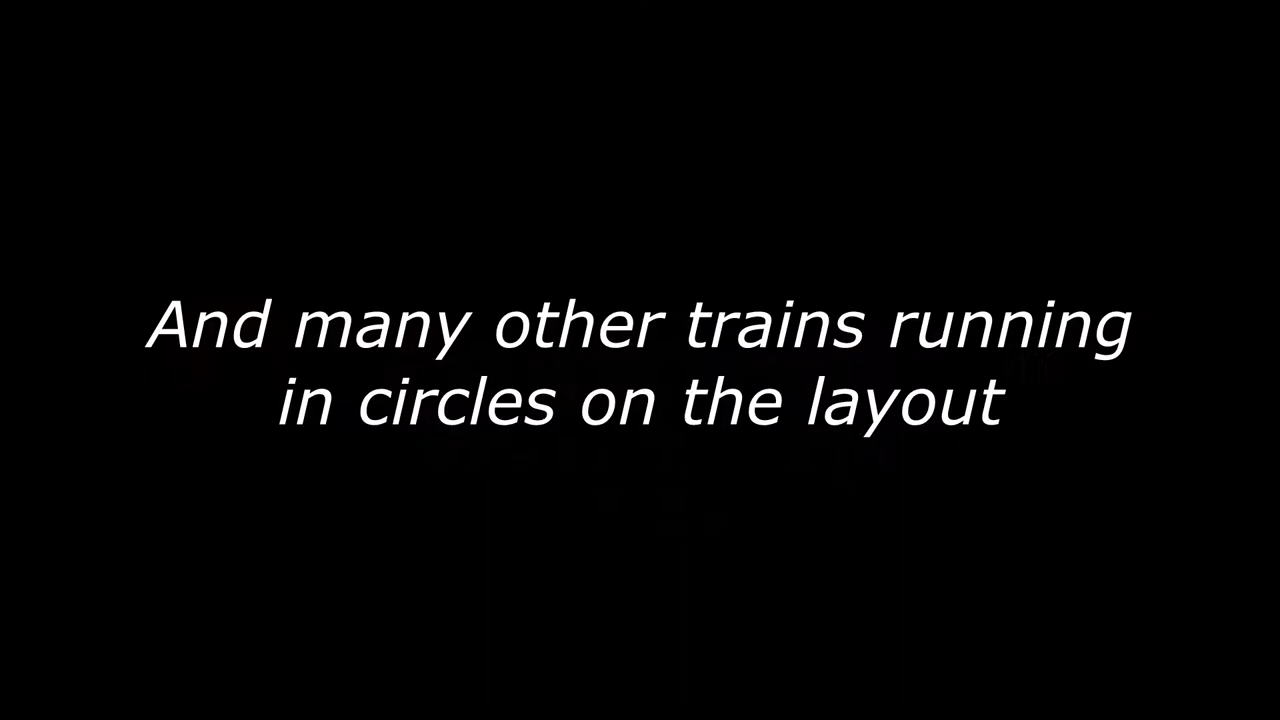 And many other trains running
in circles on the layout